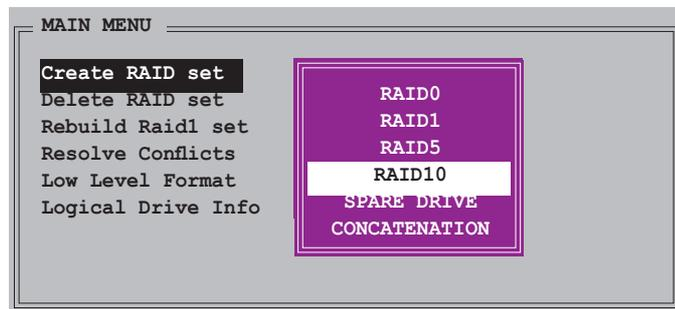 MAIN MENU
Create RAID set
Delete RAID set
Rebuild Raid1 set
Resolve Conflicts
Low Level Format
Logical Drive Info
RAID0
RAID1
RAID5
RAID10
SPARE DRIVE
CONCATENATION